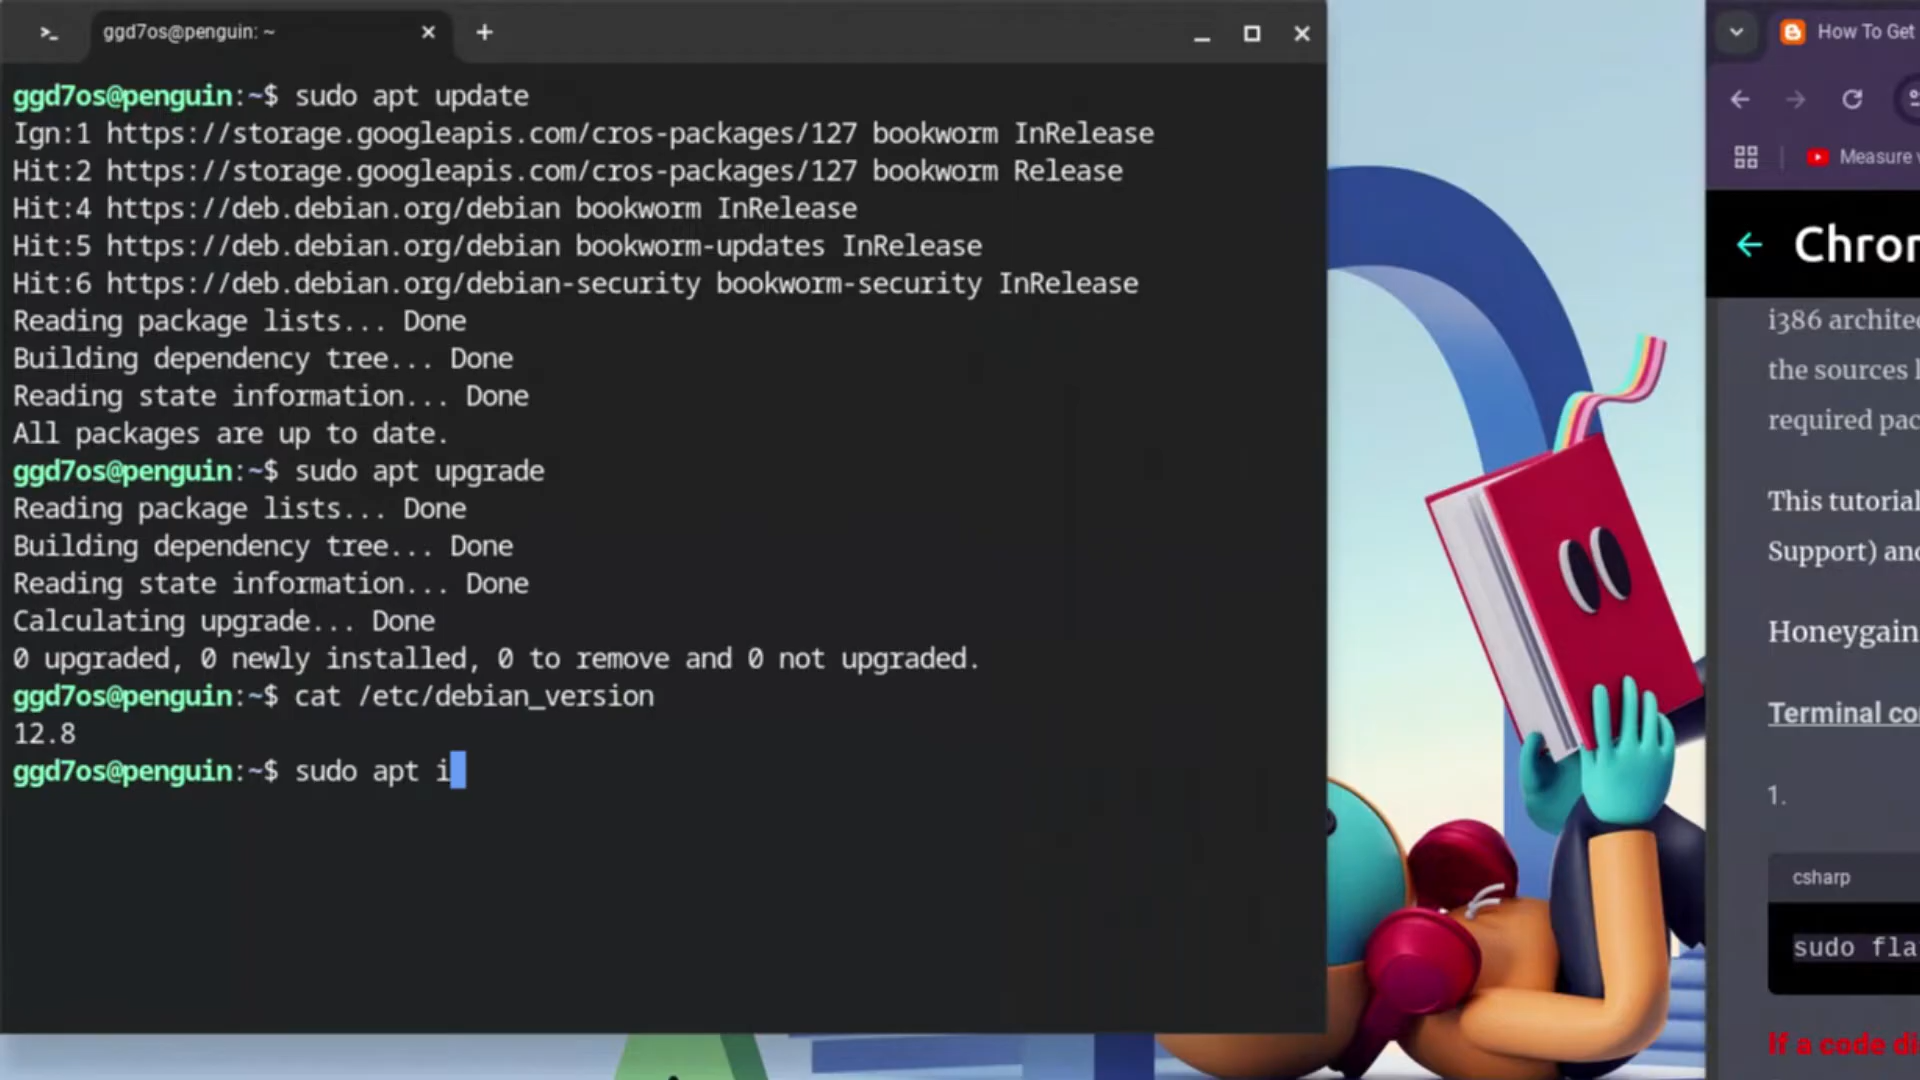 ggd7os@penguin: ~
ggd7os@penguin:~$ sudo apt update
Ign:1 https://storage.googleapis.com/cros-packages/127 bookworm InRelease
Hit:2 https://storage.googleapis.com/cros-packages/127 bookworm Release
Hit:4 https://deb.debian.org/debian bookworm InRelease
Hit:5 https://deb.debian.org/debian bookworm-updates InRelease
Hit:6 https://deb.debian.org/debian-security bookworm-security InRelease
Reading package lists... Done
Building dependency tree... Done
Reading state information... Done
All packages are up to date.
ggd7os@penguin:~$ sudo apt upgrade
Reading package lists... Done
Building dependency tree... Done
Reading state information... Done
Calculating upgrade... Done
0 upgraded, 0 newly installed, 0 to remove and 0 not upgraded.
ggd7os@penguin:~$ cat /etc/debian_version
12.8
ggd7os@penguin:~$ sudo apt i
How To Get
Measure
Chron
i386 archite
the sources l
required pac
This tutorial
Support) and
Honeygain
Terminal co
1.
csharp
sudo fla
If a code di